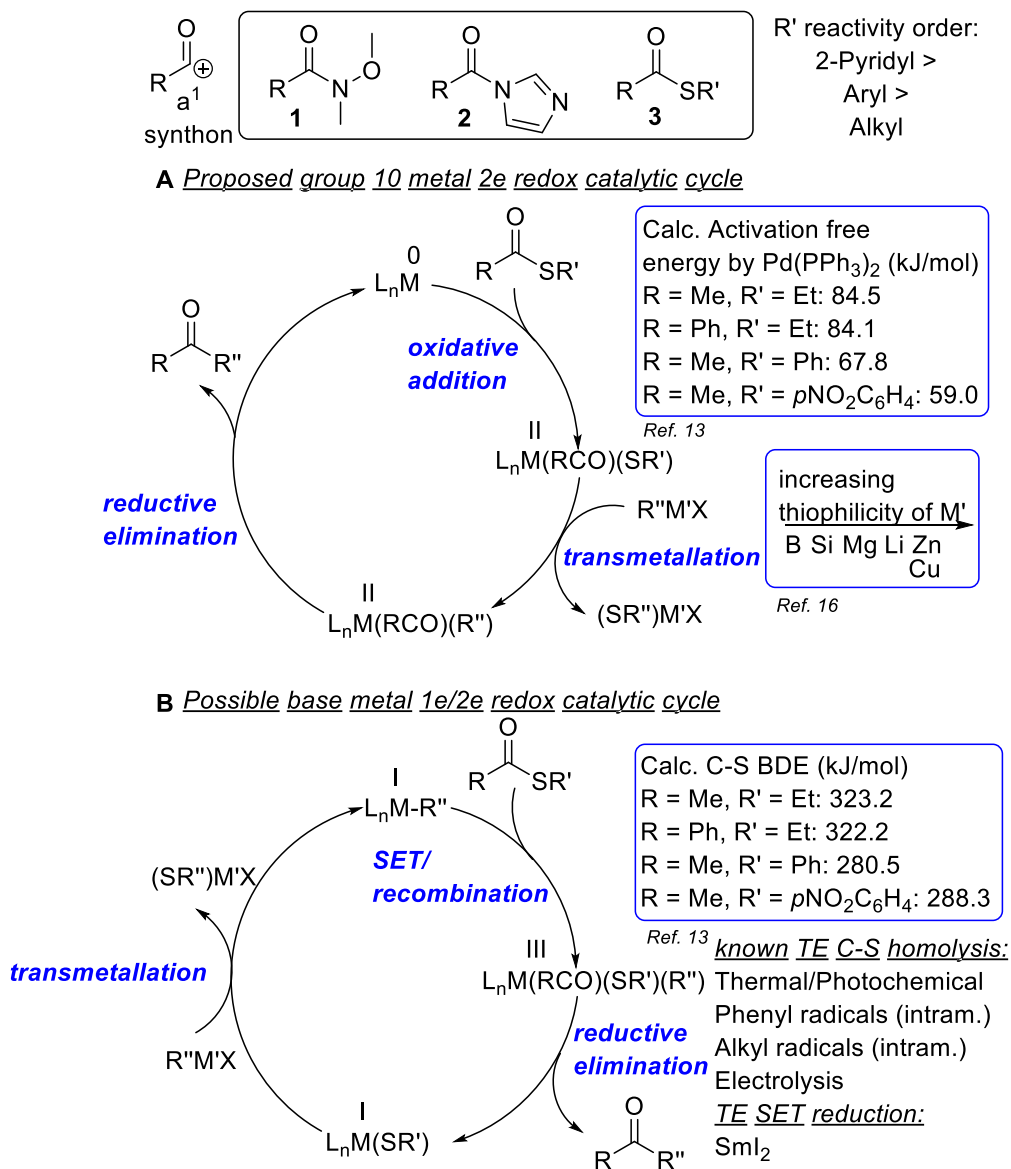 O
R
a¹
synthon
⊕
O
R
N
O
1
O
R
N
N
2
O
R
SR'
3
R' reactivity order:
2-Pyridyl >
Aryl >
Alkyl
A Proposed group 10 metal 2e redox catalytic cycle
0
LₙM
O
R
SR'
oxidative
addition
Calc. Activation free
energy by Pd(PPh₃)₂ (kJ/mol)
R = Me, R' = Et: 84.5
R = Ph, R' = Et: 84.1
R = Me, R' = Ph: 67.8
R = Me, R' = pNO₂C₆H₄: 59.0
Ref. 13
O
R
R''
II
LₙM(RCO)(SR')
R''M'X
transmetallation
(SR'')M'X
increasing
thiophilicity of M'
B Si Mg Li Zn
Cu
Ref. 16
reductive
elimination
II
LₙM(RCO)(R'')
B Possible base metal 1e/2e redox catalytic cycle
I
LₙM-R''
O
R
SR'
SET/
recombination
Calc. C-S BDE (kJ/mol)
R = Me, R' = Et: 323.2
R = Ph, R' = Et: 322.2
R = Me, R' = Ph: 280.5
R = Me, R' = pNO₂C₆H₄: 288.3
Ref. 13
known TE C-S homolysis:
Thermal/Photochemical
Phenyl radicals (intram.)
Alkyl radicals (intram.)
Electrolysis
TE SET reduction:
SmI₂
III
LₙM(RCO)(SR')(R'')
reductive
elimination
O
R
R''
I
LₙM(SR')
(SR'')M'X
transmetallation
R''M'X